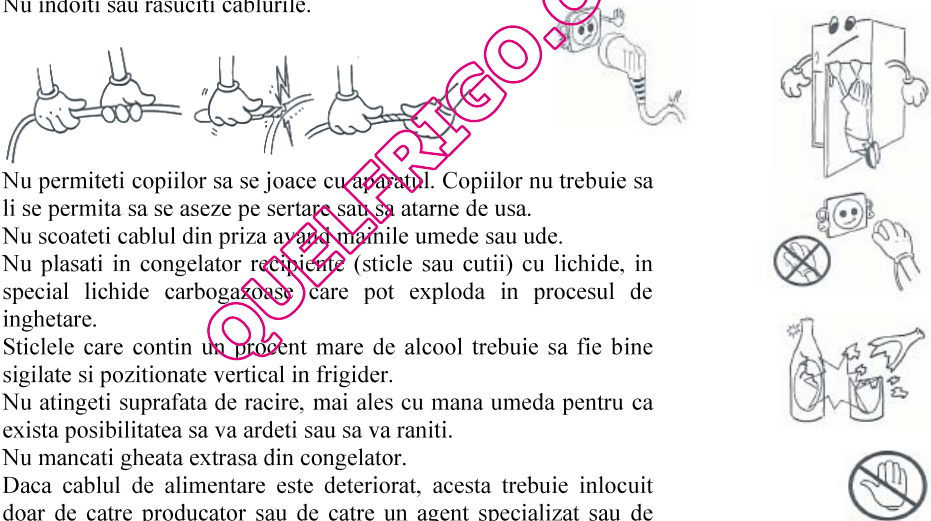 Nu indoiti sau rasuciti cablurile.
Nu permiteti copiilor sa se joace cu aparatul. Copiilor nu trebuie sa
li se permita sa se aseze pe sertare sau sa atarne de usa.
Nu scoateti cablul din priza avand mainile umede sau ude.
Nu plasati in congelator recipiente (sticle sau cutii) cu lichide, in
special lichide carbogazoase care pot exploda in procesul de
inghetare.
Sticlele care contin un procent mare de alcool trebuie sa fie bine
sigilate si pozitionate vertical in frigider.
Nu atingeti suprafata de racire, mai ales cu mana umeda pentru ca
exista posibilitatea sa va ardeti sau sa va raniti.
Nu mancati gheata extrasa din congelator.
Daca cablul de alimentare este deteriorat, acesta trebuie inlocuit
doar de catre producator sau de catre un agent specializat sau de
QUELFRIGO.C